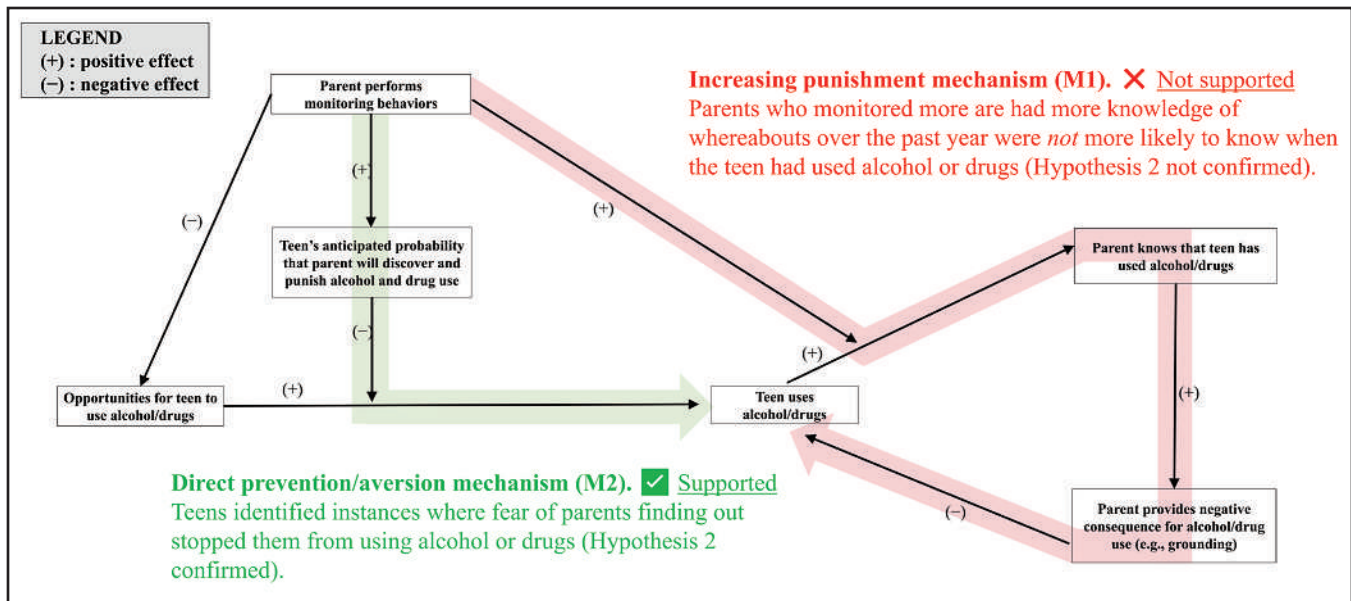 LEGEND
(+) : positive effect
(−) : negative effect
Parent performs
monitoring behaviors
Increasing punishment mechanism (M1). ❌ Not supported
Parents who monitored more are had more knowledge of
whereabouts over the past year were not more likely to know when
the teen had used alcohol or drugs (Hypothesis 2 not confirmed).
(+)
(−)
(+)
Teen's anticipated probability
that parent will discover and
punish alcohol and drug use
Parent knows that teen has
used alcohol/drugs
(−)
(+)
(+)
Opportunities for teen to
use alcohol/drugs
Teen uses
alcohol/drugs
(+)
Direct prevention/aversion mechanism (M2). ✅ Supported
Teens identified instances where fear of parents finding out
stopped them from using alcohol or drugs (Hypothesis 2
confirmed).
(−)
Parent provides negative
consequence for alcohol/drug
use (e.g., grounding)